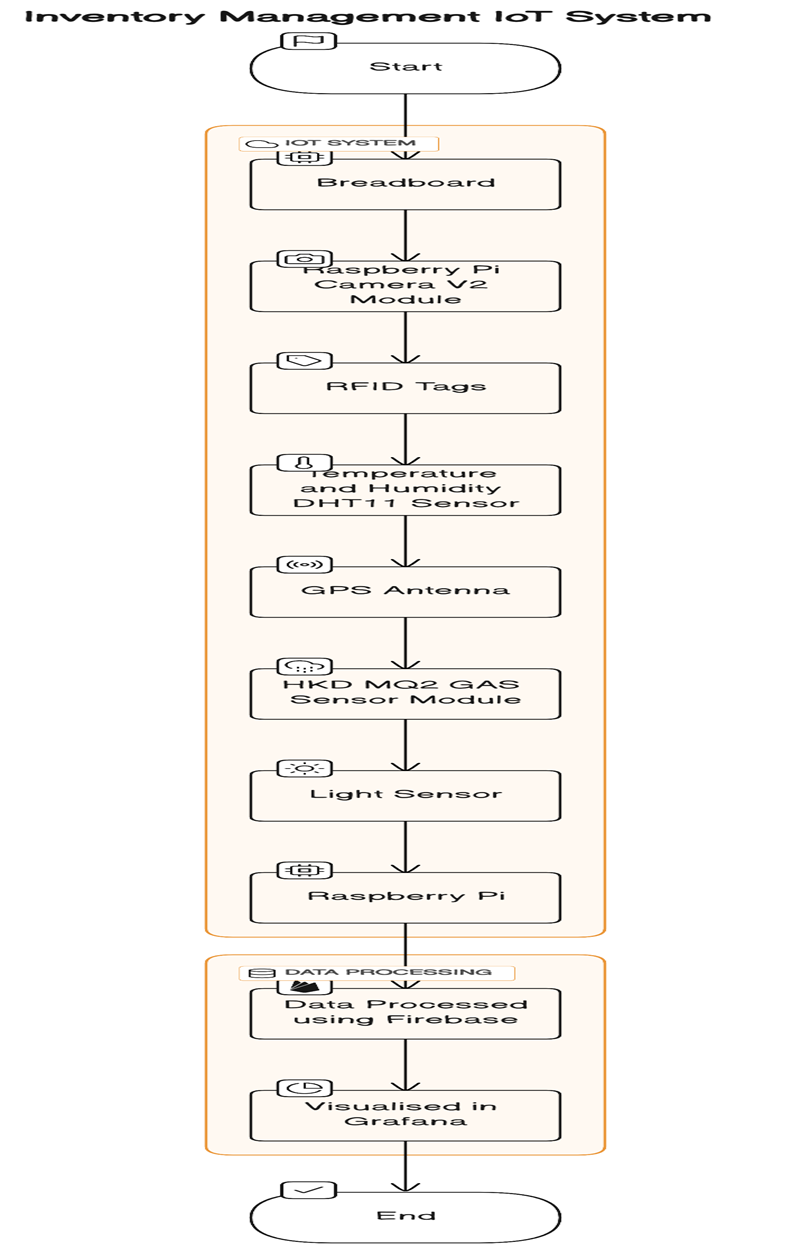 Inventory Management IoT System
Start
IOT SYSTEM
Breadboard
Raspberry Pi
Camera V2
Module
RFID Tags
Temperature
and Humidity
DHT11 Sensor
GPS Antenna
HKD MQ2 GAS
Sensor Module
Light Sensor
Raspberry Pi
DATA PROCESSING
Data Processed
using Firebase
Visualised in
Grafana
End